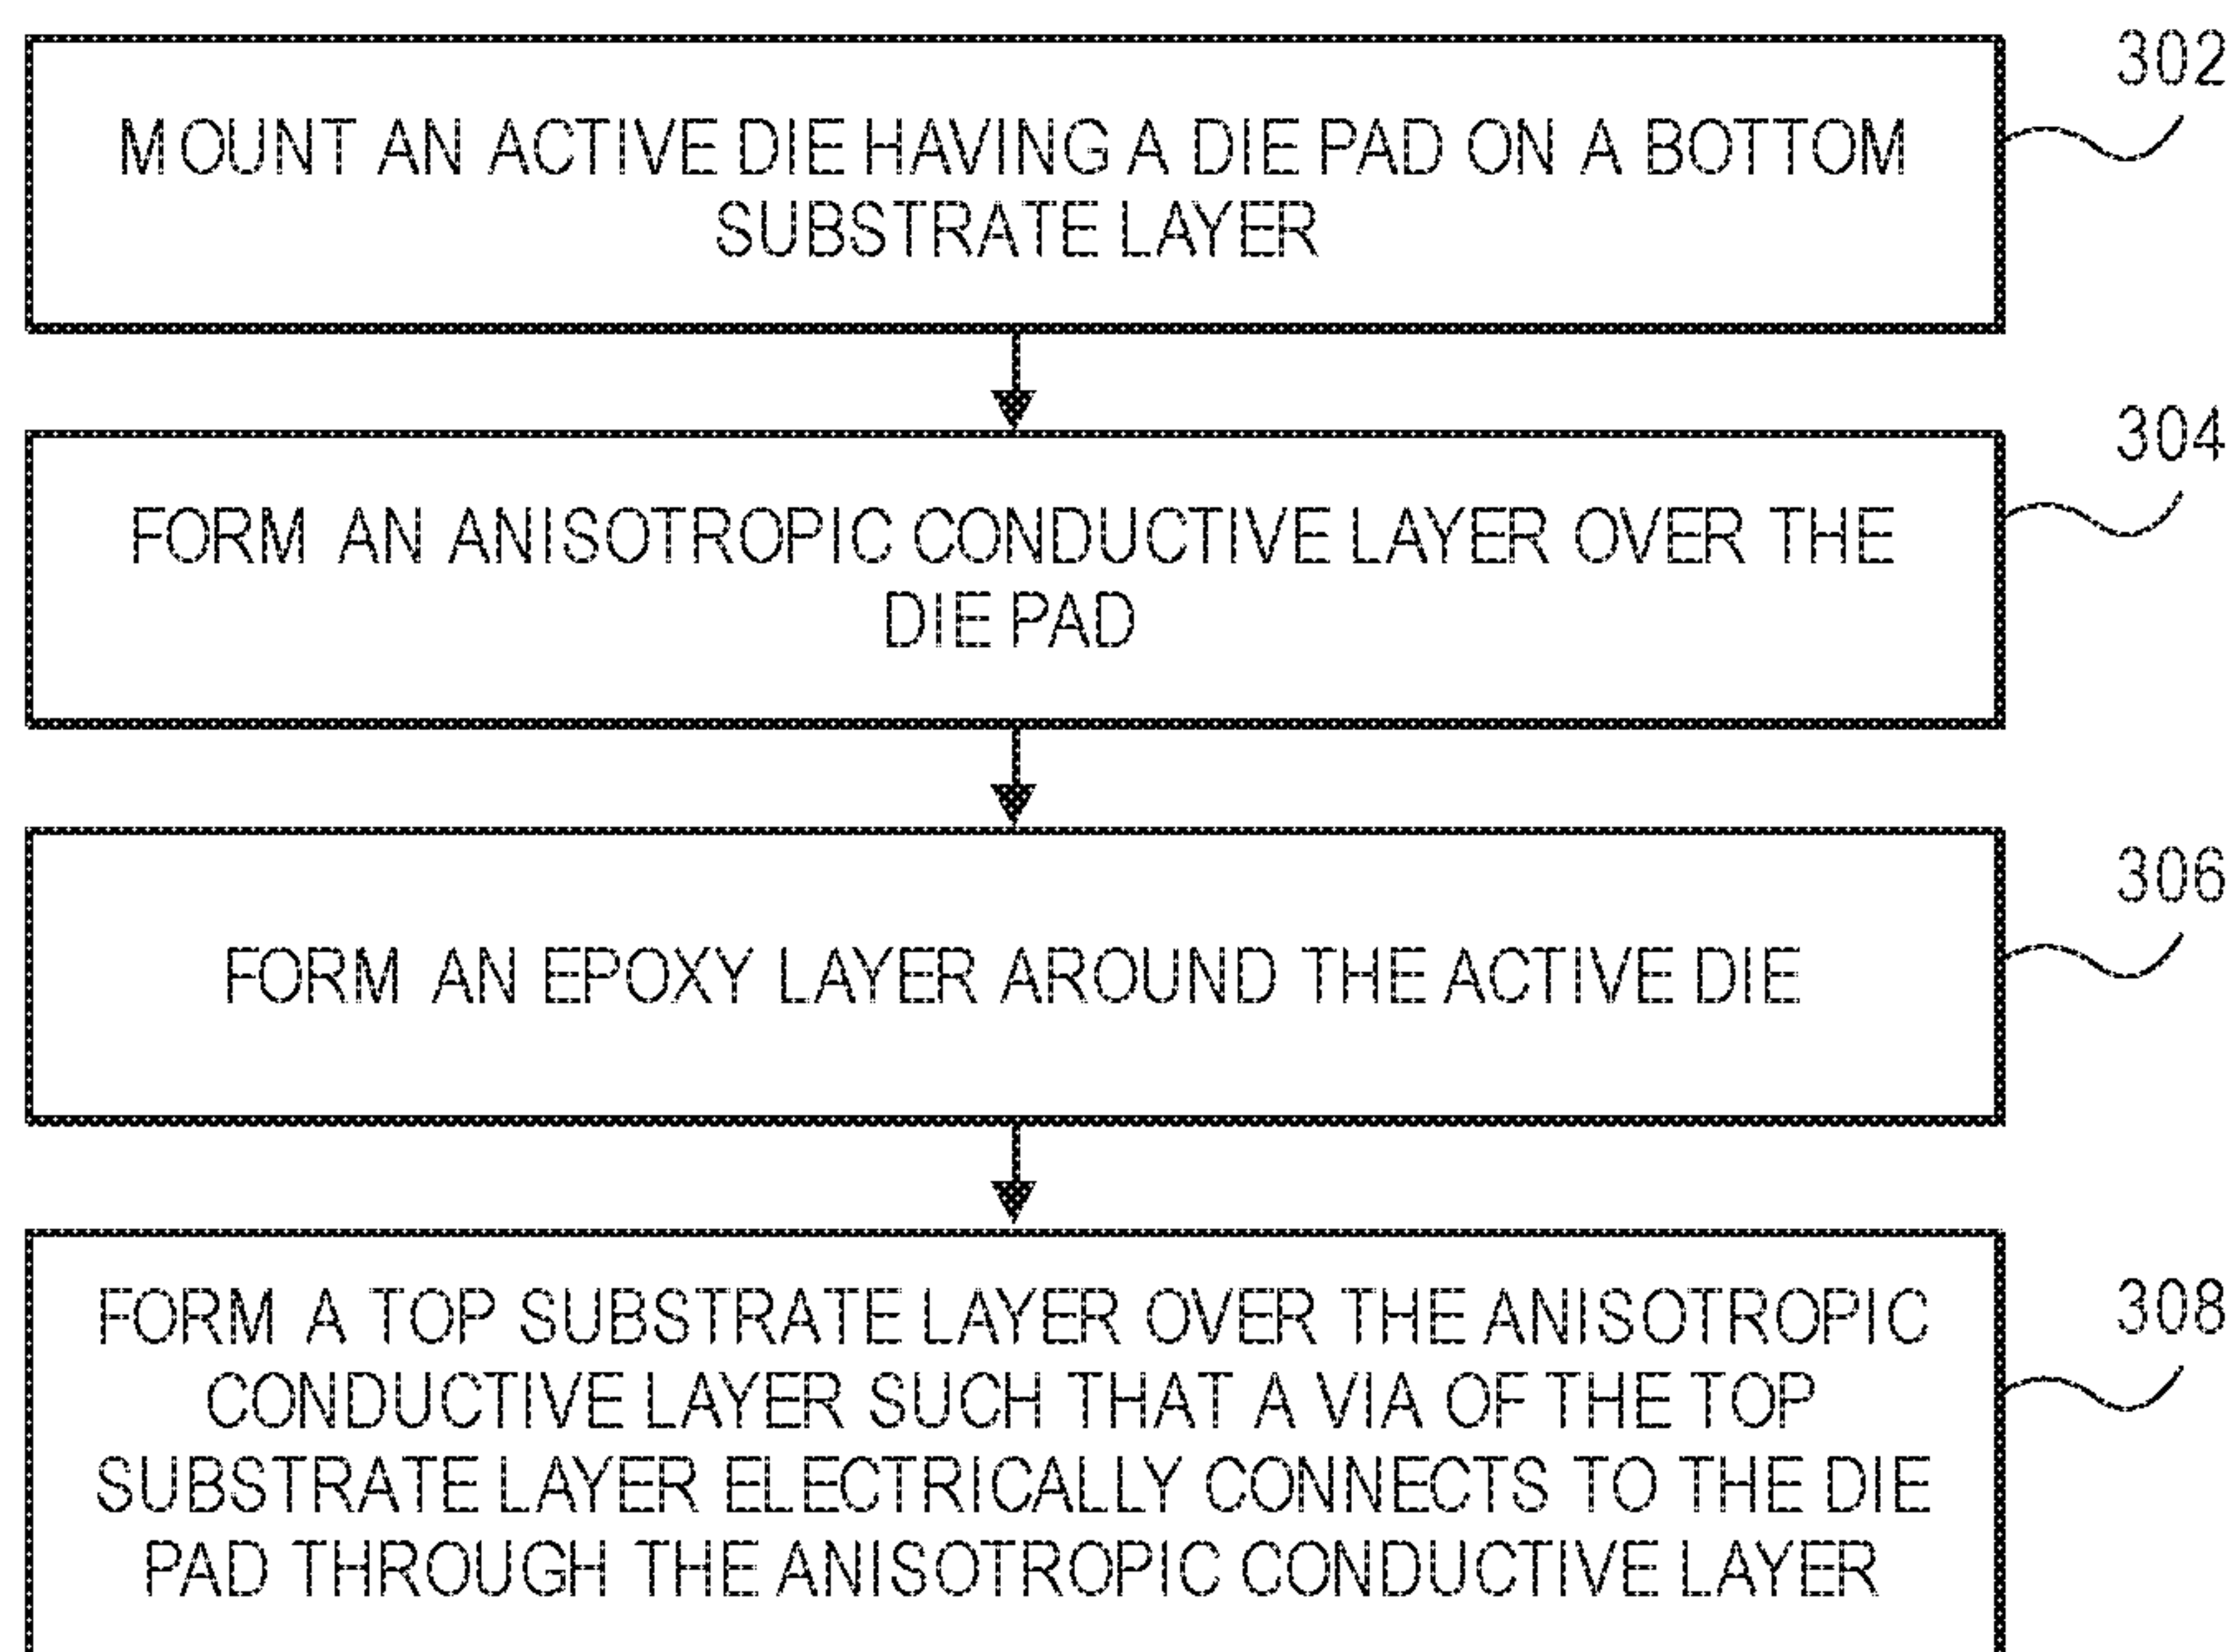 302
MOUNT AN ACTIVE DIE HAVING A DIE PAD ON A BOTTOM
SUBSTRATE LAYER
304
FORM AN ANISOTROPIC CONDUCTIVE LAYER OVER THE
DIE PAD
306
FORM AN EPOXY LAYER AROUND THE ACTIVE DIE
308
FORM A TOP SUBSTRATE LAYER OVER THE ANISOTROPIC
CONDUCTIVE LAYER SUCH THAT A VIA OF THE TOP
SUBSTRATE LAYER ELECTRICALLY CONNECTS TO THE DIE
PAD THROUGH THE ANISOTROPIC CONDUCTIVE LAYER